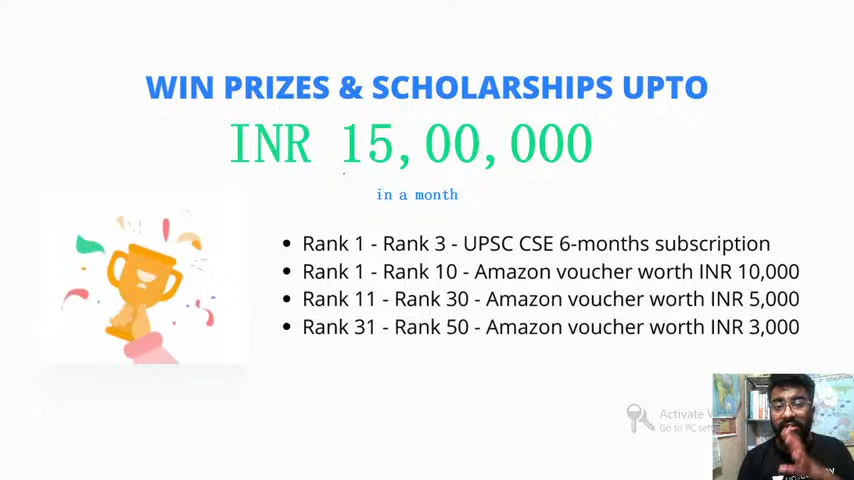 WIN PRIZES & SCHOLARSHIPS UPTO
INR 15,00,000
in a month
• Rank 1 - Rank 3 - UPSC CSE 6-months subscription
• Rank 1 - Rank 10 - Amazon voucher worth INR 10,000
• Rank 11 - Rank 30 - Amazon voucher worth INR 5,000
• Rank 31 - Rank 50 - Amazon voucher worth INR 3,000
Activate
Go to PC